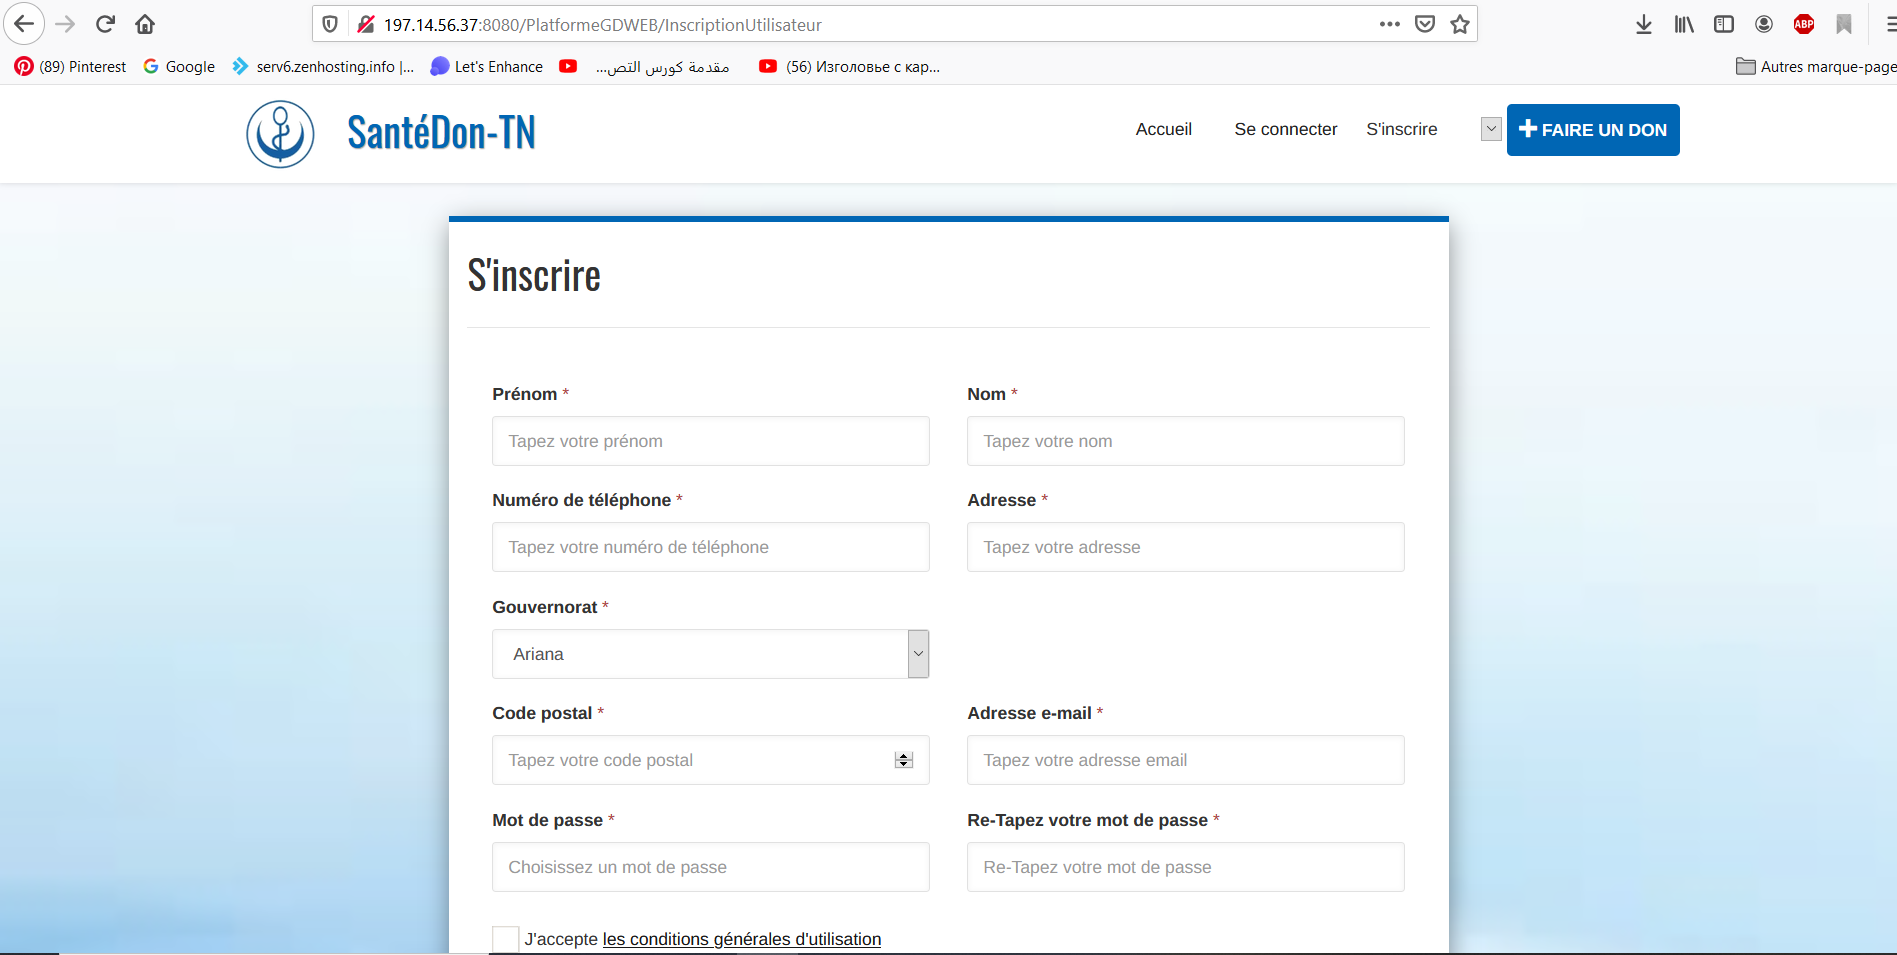 197.14.56.37:8080/PlatformeGDWEB/InscriptionUtilisateur
(89) Pinterest Google serv6.zenhosting.info |... Let's Enhance مقدمة كورس التص... (56) Изголовье с кар... Autres marque-page
ABP
SantéDon-TN
Accueil Se connecter S'inscrire FAIRE UN DON
S'inscrire
Prénom * Nom *
Tapez votre prénom Tapez votre nom
Numéro de téléphone * Adresse *
Tapez votre numéro de téléphone Tapez votre adresse
Gouvernorat *
Ariana
Code postal * Adresse e-mail *
Tapez votre code postal Tapez votre adresse email
Mot de passe * Re-Tapez votre mot de passe *
Choisissez un mot de passe Re-Tapez votre mot de passe
J'accepte les conditions générales d'utilisation